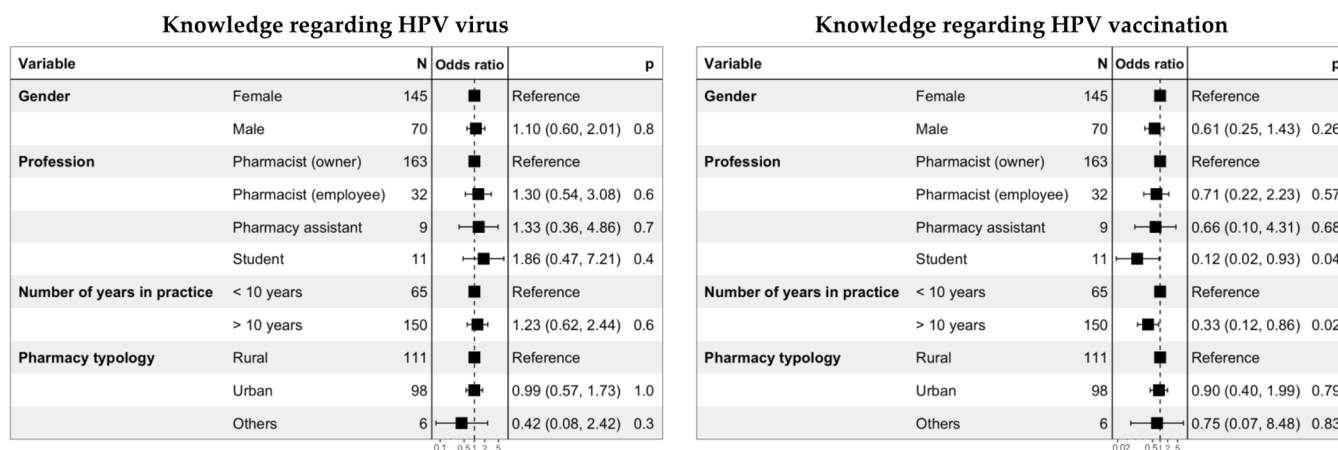 Knowledge regarding HPV virus
Variable N Odds ratio p
Gender Female 145 Reference
Male 70 1.10 (0.60, 2.01) 0.8
Profession Pharmacist (owner) 163 Reference
Pharmacist (employee) 32 1.30 (0.54, 3.08) 0.6
Pharmacy assistant 9 1.33 (0.36, 4.86) 0.7
Student 11 1.86 (0.47, 7.21) 0.4
Number of years in practice < 10 years 65 Reference
> 10 years 150 1.23 (0.62, 2.44) 0.6
Pharmacy typology Rural 111 Reference
Urban 98 0.99 (0.57, 1.73) 1.0
Others 6 0.42 (0.08, 2.42) 0.3
0.1 0.5 1 2 5
Knowledge regarding HPV vaccination
Variable N Odds ratio p
Gender Female 145 Reference
Male 70 0.61 (0.25, 1.43) 0.26
Profession Pharmacist (owner) 163 Reference
Pharmacist (employee) 32 0.71 (0.22, 2.23) 0.57
Pharmacy assistant 9 0.66 (0.10, 4.31) 0.68
Student 11 0.12 (0.02, 0.93) 0.04
Number of years in practice < 10 years 65 Reference
> 10 years 150 0.33 (0.12, 0.86) 0.02
Pharmacy typology Rural 111 Reference
Urban 98 0.90 (0.40, 1.99) 0.79
Others 6 0.75 (0.07, 8.48) 0.83
0.02 0.5 1 2 5